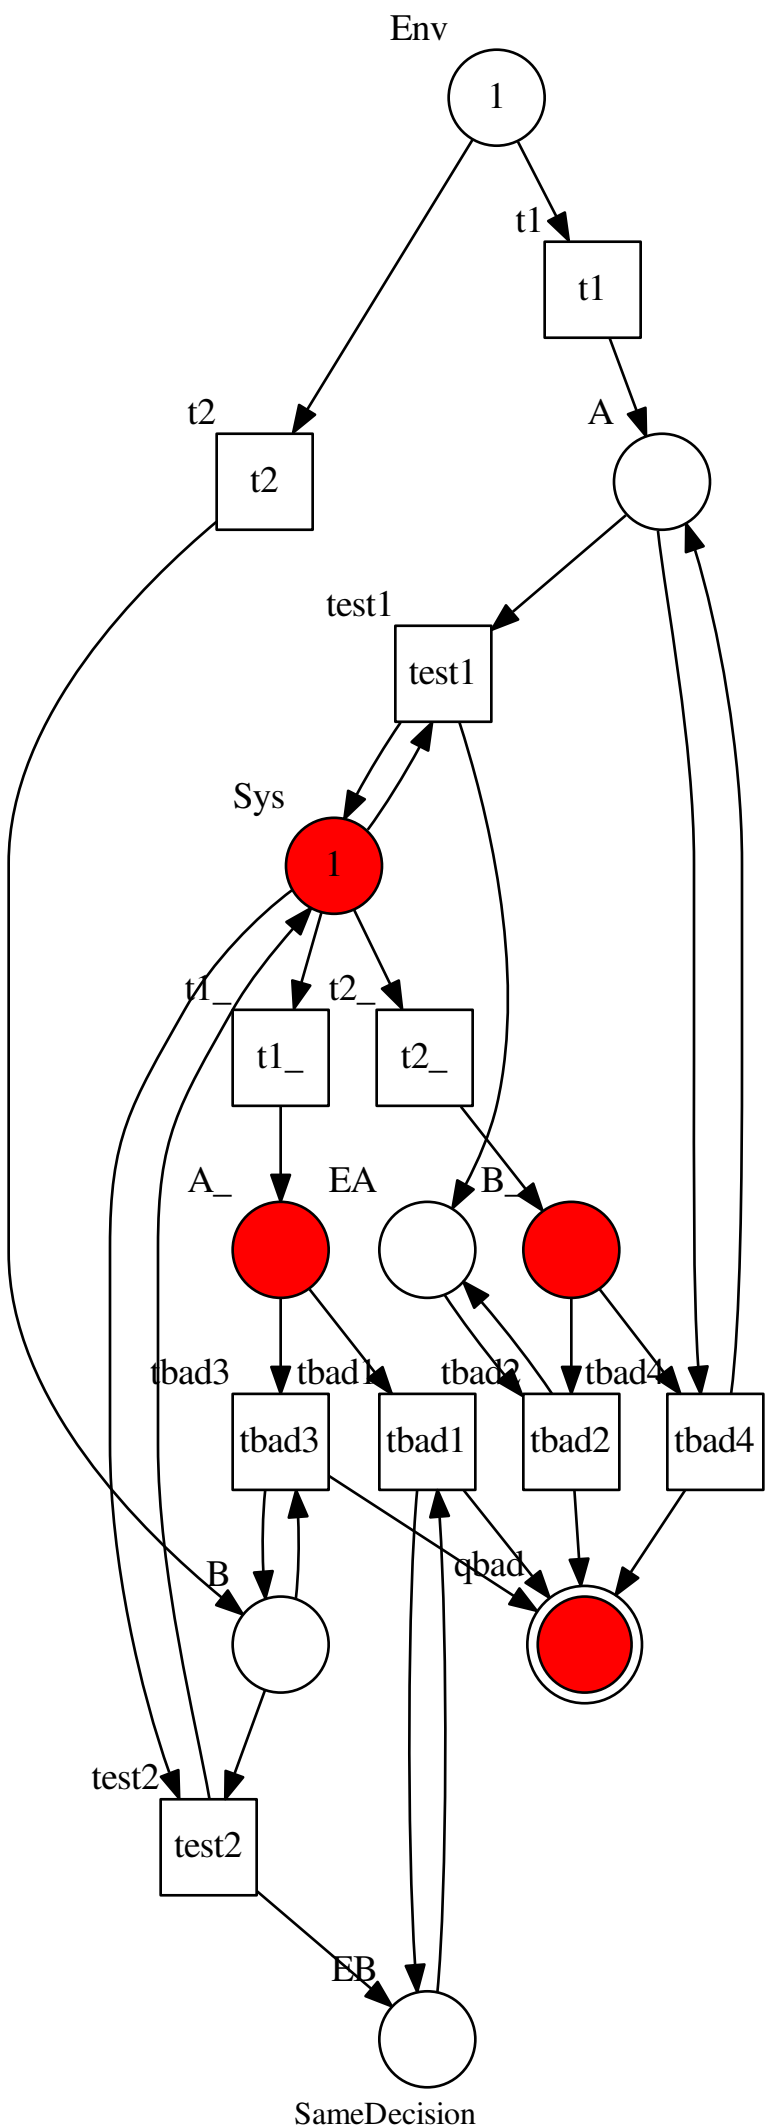 Env
1
t1
t1
t2
A
t2
test1
test1
Sys
1
t1_
t2_
t1_
t2_
A_
EA
B_
tbad3
tbad1
tbad2
tbad4
tbad3
tbad1
tbad2
tbad4
qbad
B
test2
test2
EB
SameDecision